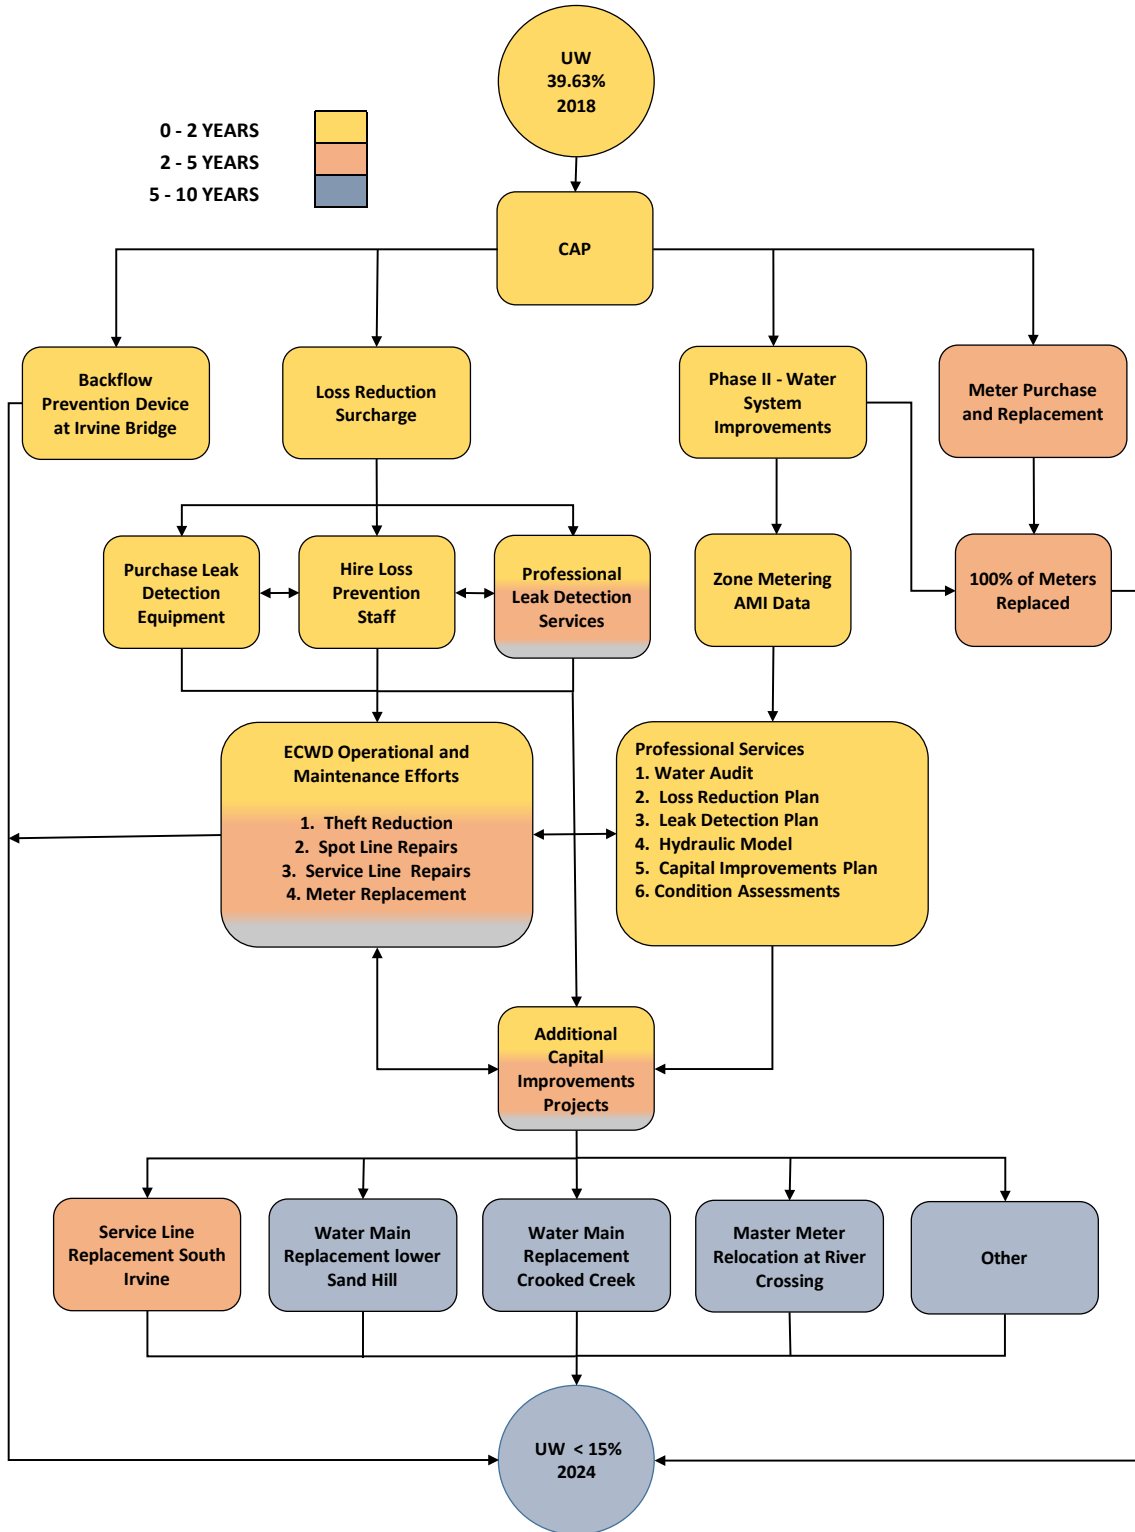 UW
39.63%
2018
0 - 2 YEARS
2 - 5 YEARS
5 - 10 YEARS
CAP
Backflow
Prevention Device
at Irvine Bridge
Loss Reduction
Surcharge
Phase II - Water
System
Improvements
Meter Purchase
and Replacement
Purchase Leak
Detection
Equipment
Hire Loss
Prevention
Staff
Professional
Leak Detection
Services
Zone Metering
AMI Data
100% of Meters
Replaced
ECWD Operational and
Maintenance Efforts
1. Theft Reduction
2. Spot Line Repairs
3. Service Line Repairs
4. Meter Replacement
Professional Services
1. Water Audit
2. Loss Reduction Plan
3. Leak Detection Plan
4. Hydraulic Model
5. Capital Improvements Plan
6. Condition Assessments
Additional
Capital
Improvements
Projects
Service Line
Replacement South
Irvine
Water Main
Replacement lower
Sand Hill
Water Main
Replacement
Crooked Creek
Master Meter
Relocation at River
Crossing
Other
UW < 15%
2024